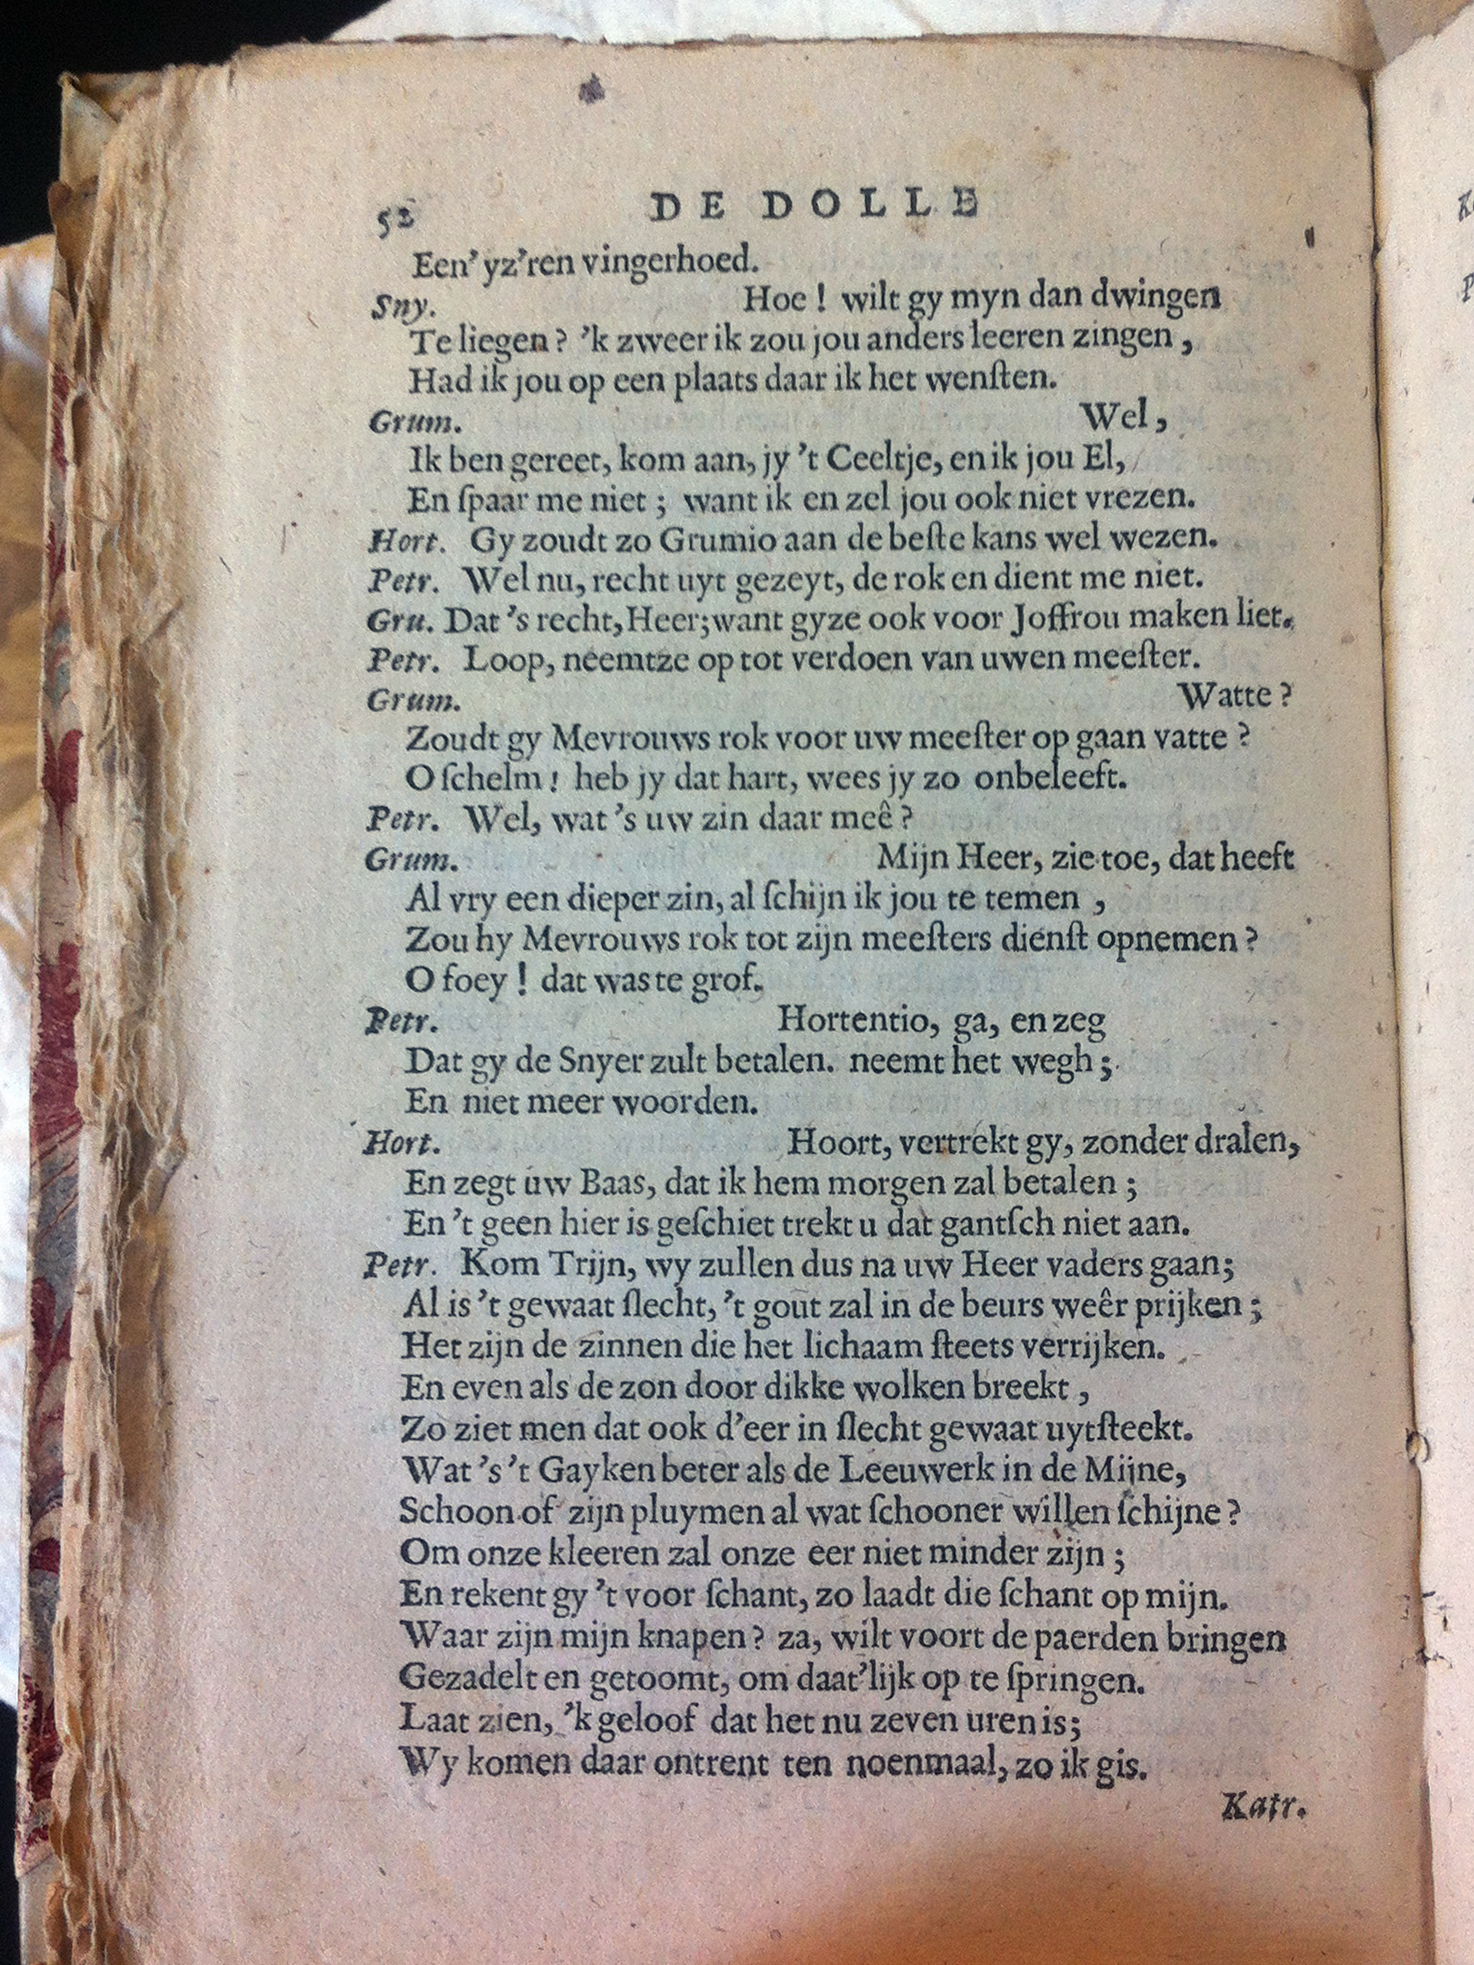 52 DE DOLLE
Een' yz'ren vingerhoed.
Sny. Hoe ! wilt gy myn dan dwingen
Te liegen ? 'k zweer ik zou jou anders leeren zingen ,
Had ik jou op een plaats daar ik het wenſten.
Grum. Wel ,
Ik ben gereet, kom aan, jy 't Ceeltje, en ik jou El,
En ſpaar me niet ; want ik en zel jou ook niet vrezen.
Hort. Gy zoudt zo Grumio aan de beſte kans wel wezen.
Petr. Wel nu, recht uyt gezeyt, de rok en dient me niet.
Gru. Dat 's recht, Heer; want gyze ook voor Joffrou maken liet.
Petr. Loop, neemtze op tot verdoen van uwen meeſter.
Grum. Watte ?
Zoudt gy Mevrouws rok voor uw meeſter op gaan vatte ?
O ſchelm ! heb jy dat hart, wees jy zo onbeleeft.
Petr. Wel, wat 's uw zin daar meê ?
Grum. Mijn Heer, zie toe, dat heeft
Al vry een dieper zin, al ſchijn ik jou te temen ,
Zou hy Mevrouws rok tot zijn meeſters dienſt opnemen ?
O foey ! dat was te grof.
Petr. Hortentio, ga, en zeg
Dat gy de Snyer zult betalen. neemt het wegh ;
En niet meer woorden.
Hort. Hoort, vertrekt gy, zonder dralen,
En zegt uw Baas, dat ik hem morgen zal betalen ;
En 't geen hier is geſchiet trekt u dat gantſch niet aan.
Petr. Kom Trijn, wy zullen dus na uw Heer vaders gaan;
Al is 't gewaat ſlecht, 't gout zal in de beurs weêr prijken ;
Het zijn de zinnen die het lichaam ſteets verrijken.
En even als de zon door dikke wolken breekt ,
Zo ziet men dat ook d'eer in ſlecht gewaat uytſteekt.
Wat 's 't Gayken beter als de Leeuwerk in de Mijne,
Schoon of zijn pluymen al wat ſchooner willen ſchijne ?
Om onze kleeren zal onze eer niet minder zijn ;
En rekent gy 't voor ſchant, zo laadt die ſchant op mijn.
Waar zijn mijn knapen ? za, wilt voort de paerden bringen
Gezadelt en getoomt, om daat'lijk op te ſpringen.
Laat zien, 'k geloof dat het nu zeven uren is;
Wy komen daar ontrent ten noenmaal, zo ik gis.
Katr.